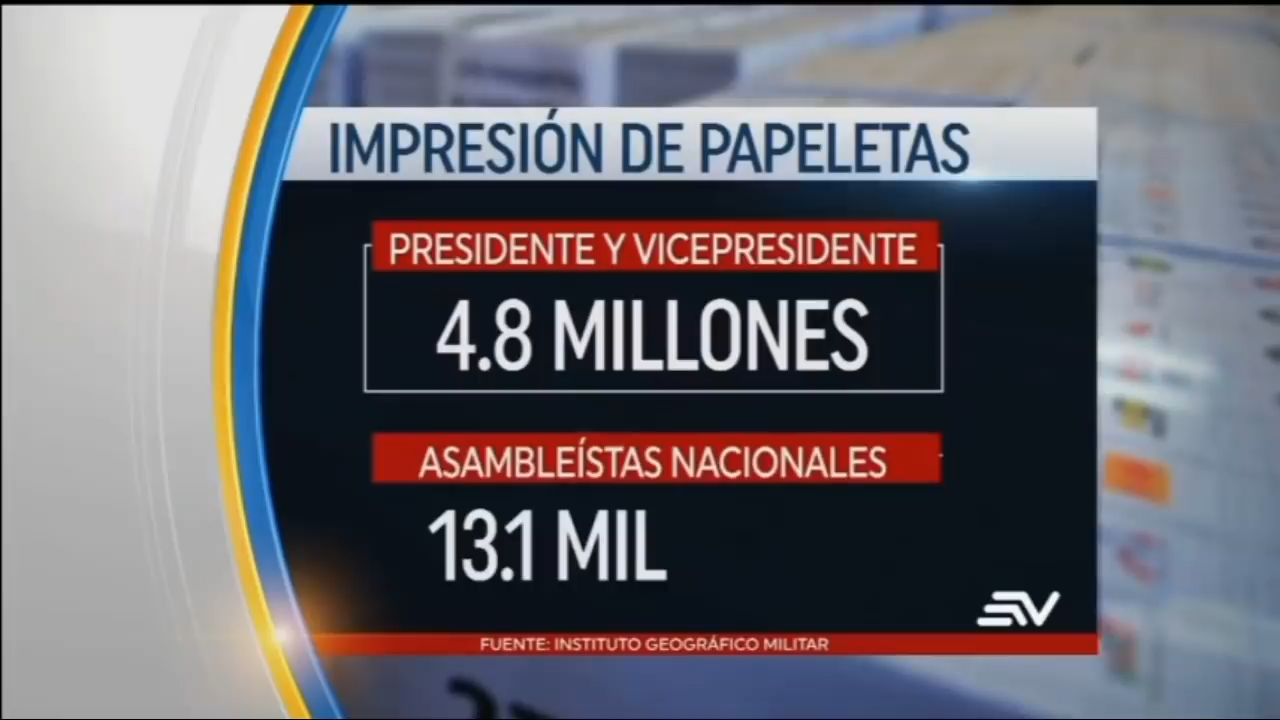 IMPRESIÓN DE PAPELETAS
PRESIDENTE Y VICEPRESIDENTE
4.8 MILLONES
ASAMBLEÍSTAS NACIONALES
13.1 MIL
FUENTE: INSTITUTO GEOGRÁFICO MILITAR